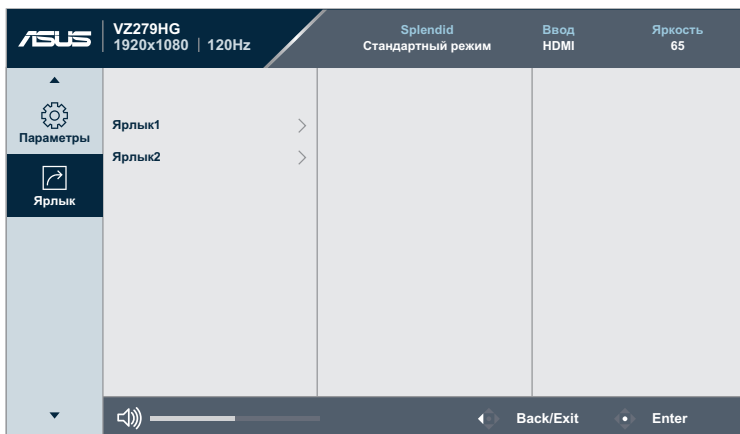 ASUS
VZ279HG
1920x1080 | 120Hz
Splendid
Стандартный режим
Ввод
HDMI
Яркость
65
Параметры
Ярлык
Ярлык1
Ярлык2
Back/Exit
Enter